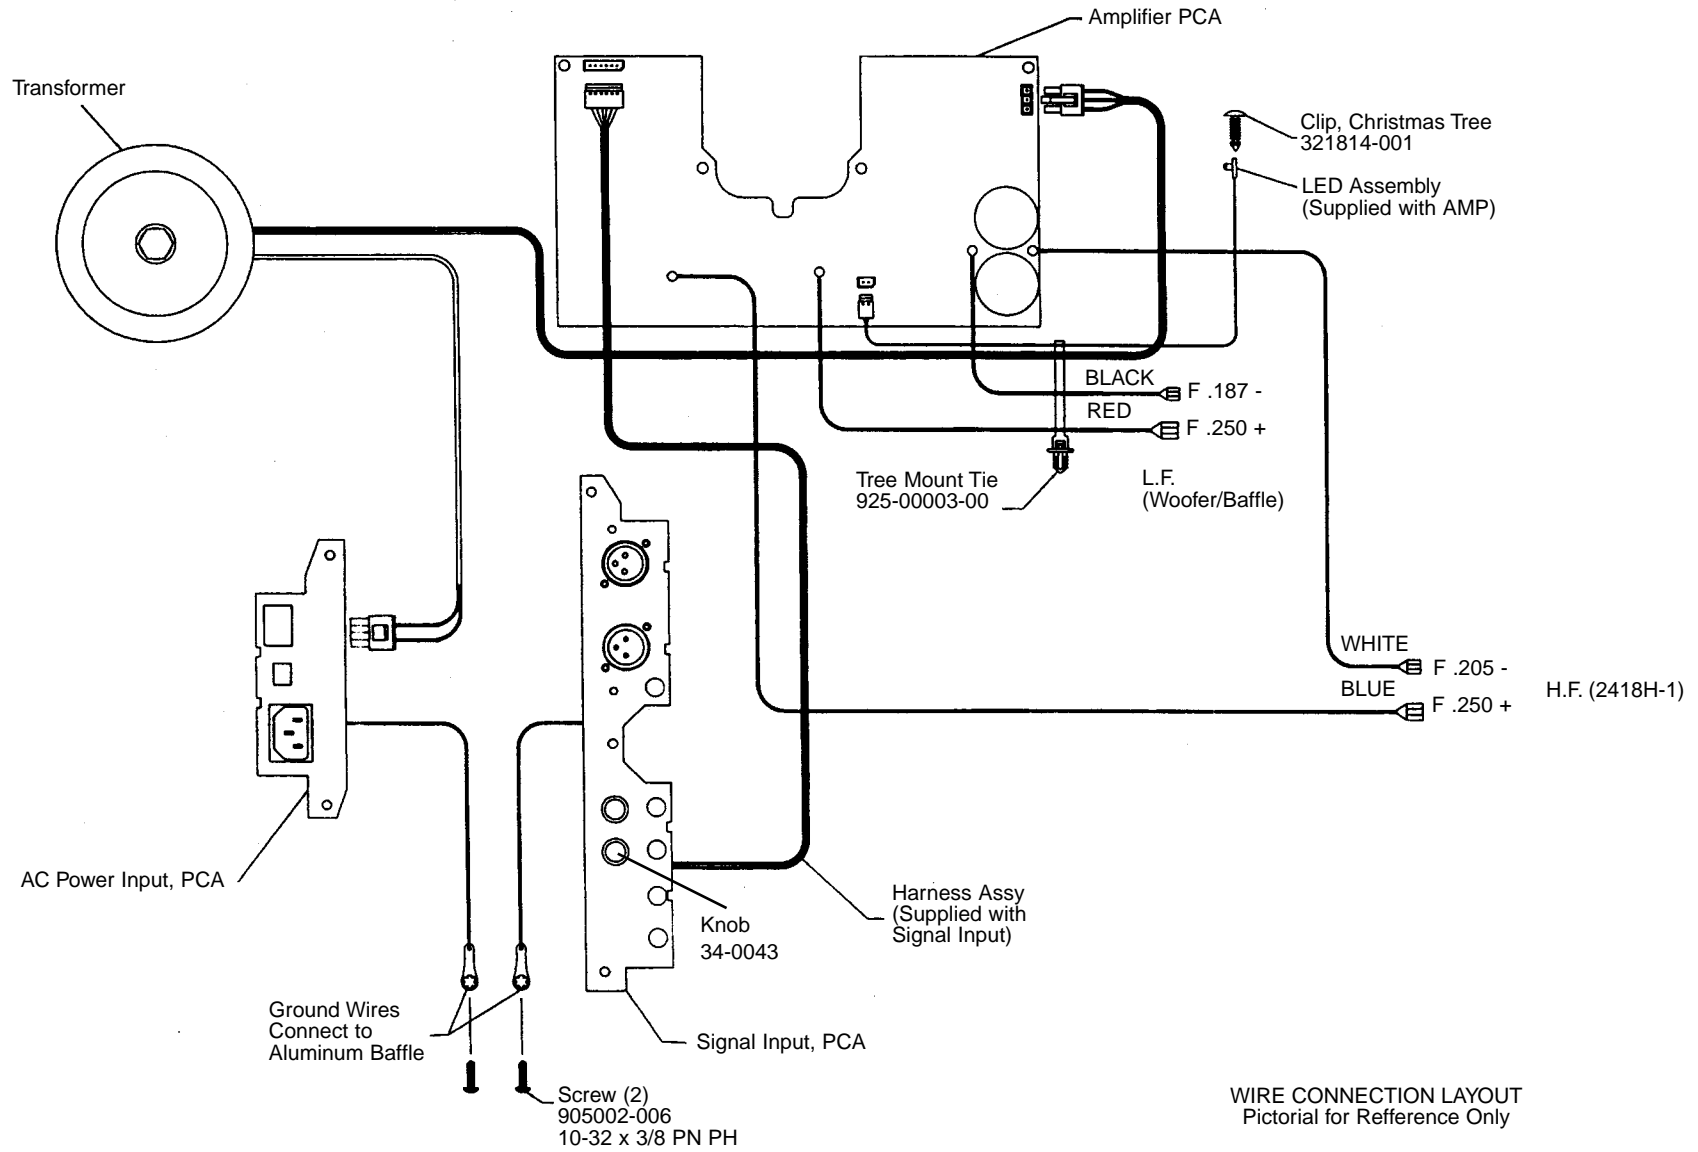 Amplifier PCA
Transformer
Clip, Christmas Tree
321814-001
LED Assembly
(Supplied with AMP)
BLACK
F .187 -
RED
F .250 +
Tree Mount Tie
925-00003-00
L.F.
(Woofer/Baffle)
WHITE
F .205 -
BLUE
F .250 +
H.F. (2418H-1)
AC Power Input, PCA
Knob
34-0043
Harness Assy
(Supplied with
Signal Input)
Ground Wires
Connect to
Aluminum Baffle
Signal Input, PCA
Screw (2)
905002-006
10-32 x 3/8 PN PH
WIRE CONNECTION LAYOUT
Pictorial for Refference Only